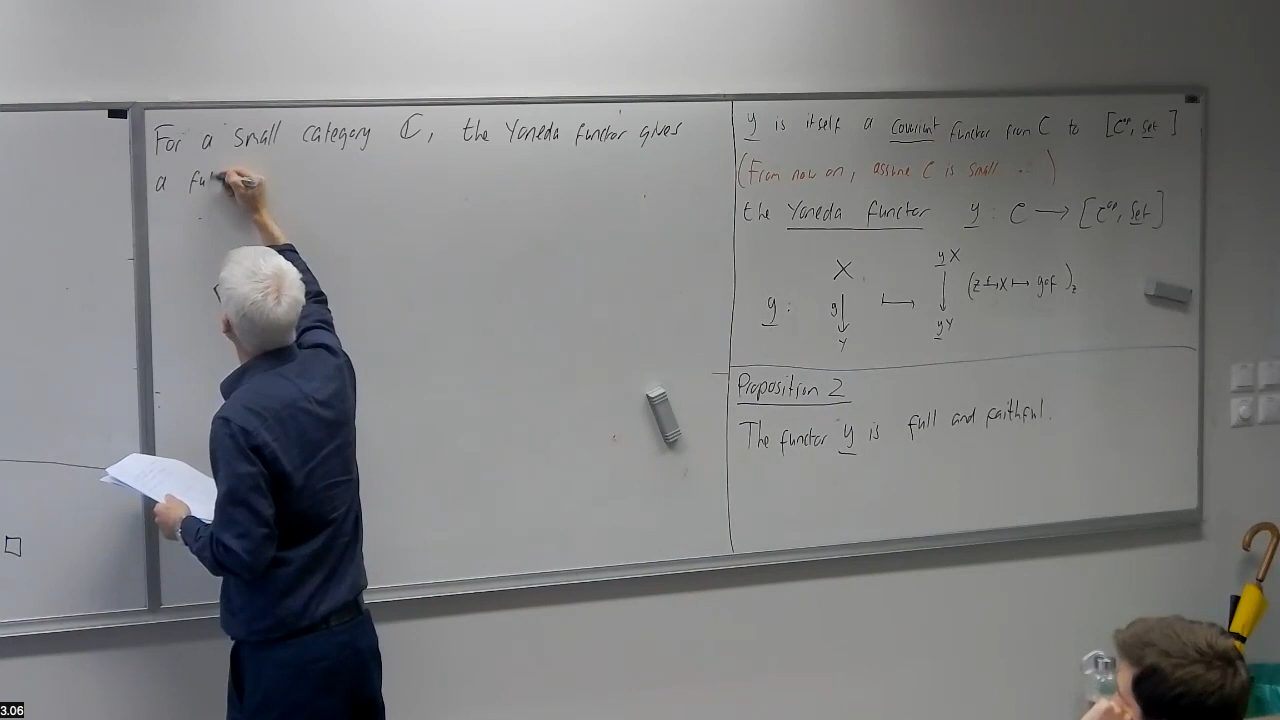 For a small category ℂ, the Yoneda functor gives
a ful
y is itself a covariant functor from C to [C^op, Set]
(From now on, assume C is small . )
the Yoneda functor y : C ⟶ [C^op, Set]
X yX
y : g↓ ⟼ ↓ (Z f→ X ↦ g∘f)_Z
Y yY
Proposition 2
The functor y is full and faithful.
□
3.06